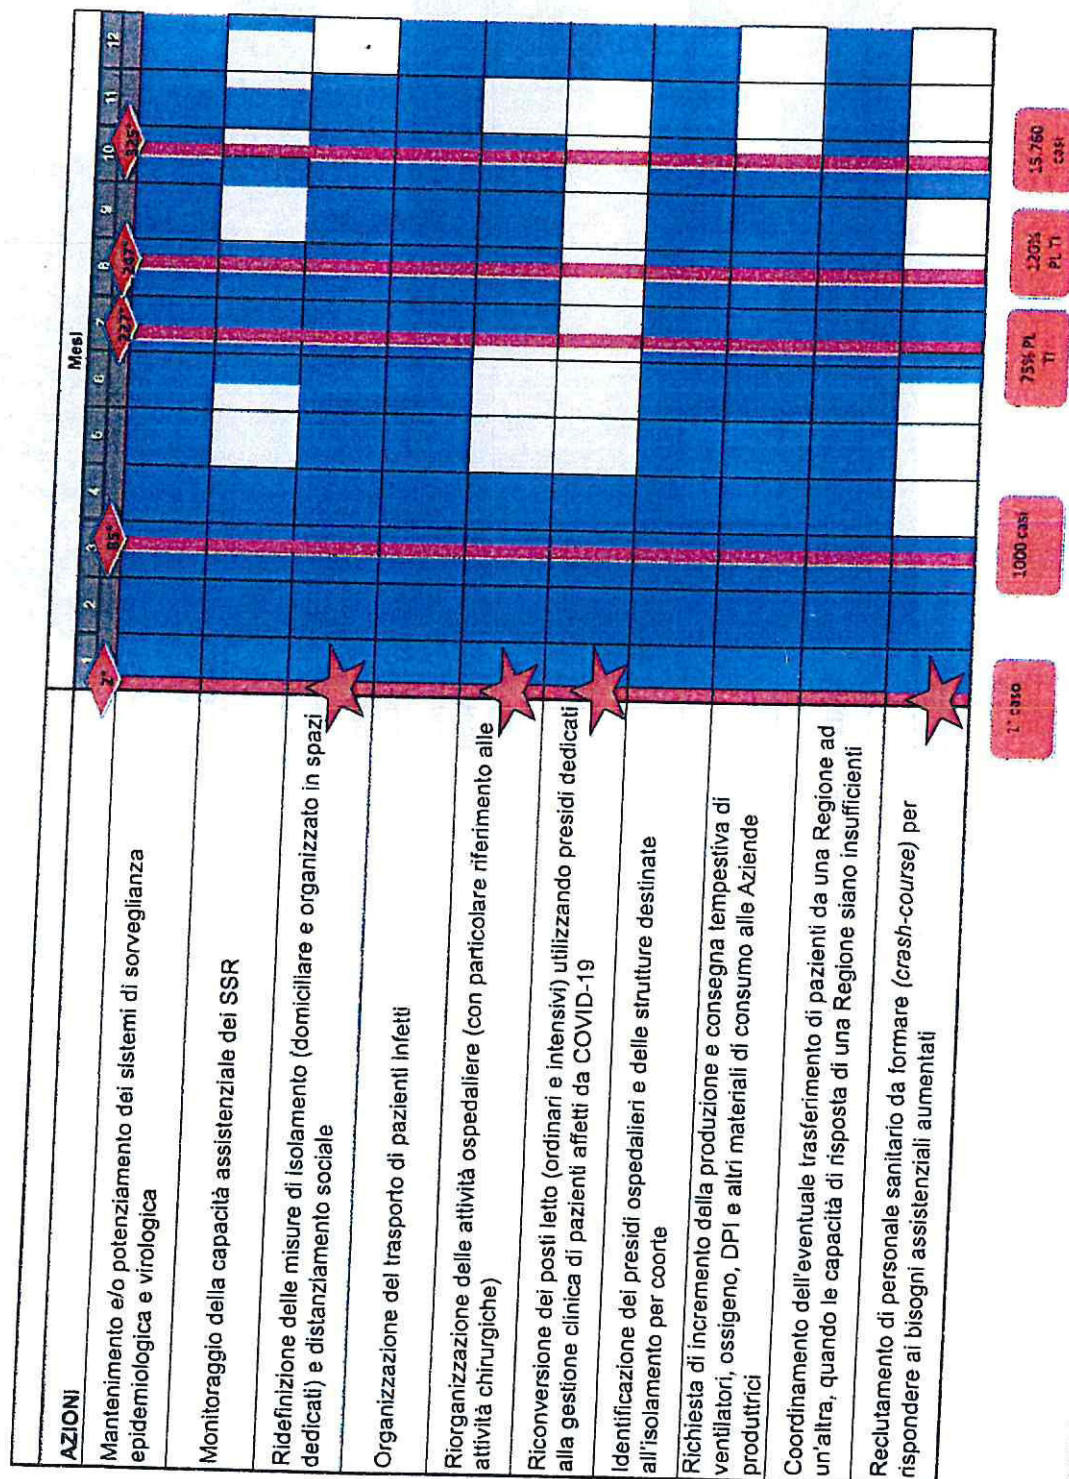 Mesi
AZIONI
1 2 3 4 5 6 7 8 9 10 11 12
2°
85°
222°
247°
325°
Mantenimento e/o potenziamento dei sistemi di sorveglianza
epidemiologica e virologica
Monitoraggio della capacità assistenziale dei SSR
Ridefinizione delle misure di isolamento (domiciliare e organizzato in spazi
dedicati) e distanziamento sociale
Organizzazione del trasporto di pazienti infetti
Riorganizzazione delle attività ospedaliere (con particolare riferimento alle
attività chirurgiche)
Riconversione dei posti letto (ordinari e intensivi) utilizzando presidi dedicati
alla gestione clinica di pazienti affetti da COVID-19
Identificazione dei presidi ospedalieri e delle strutture destinate
all'isolamento per coorte
Richiesta di incremento della produzione e consegna tempestiva di
ventilatori, ossigeno, DPI e altri materiali di consumo alle Aziende
produttrici
Coordinamento dell'eventuale trasferimento di pazienti da una Regione ad
un'altra, quando le capacità di risposta di una Regione siano insufficienti
Reclutamento di personale sanitario da formare (crash-course) per
rispondere ai bisogni assistenziali aumentati
caso
1000 casi
75% PL
TI
120%
PL TI
15.760
casi